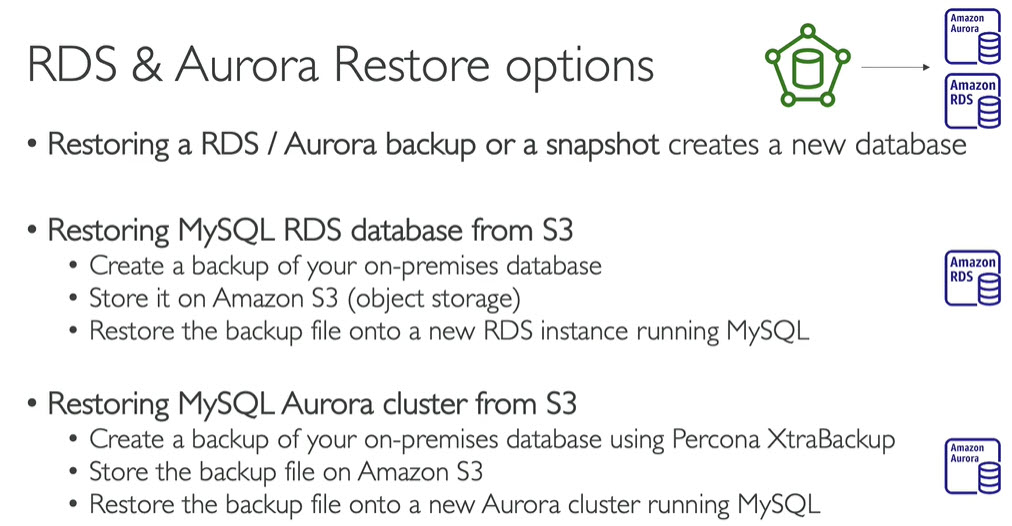 RDS & Aurora Restore options
Amazon
Aurora
Amazon
RDS
• Restoring a RDS / Aurora backup or a snapshot creates a new database
• Restoring MySQL RDS database from S3
• Create a backup of your on-premises database
• Store it on Amazon S3 (object storage)
• Restore the backup file onto a new RDS instance running MySQL
Amazon
RDS
• Restoring MySQL Aurora cluster from S3
• Create a backup of your on-premises database using Percona XtraBackup
• Store the backup file on Amazon S3
• Restore the backup file onto a new Aurora cluster running MySQL
Amazon
Aurora